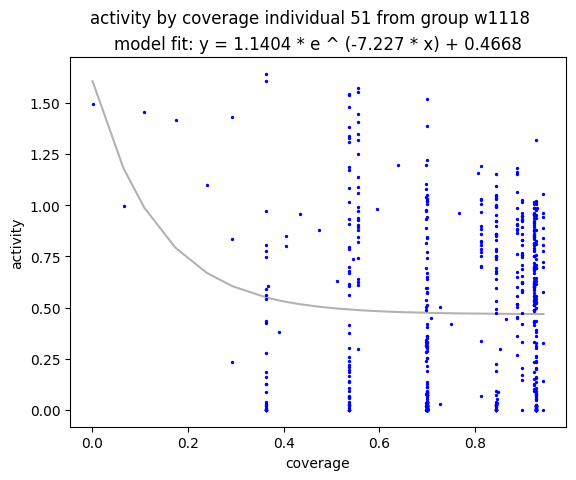 activity by coverage individual 51 from group w1118
model fit: y = 1.1404 * e ^ (-7.227 * x) + 0.4668
1.50
1.25
1.00
0.75
0.50
0.25
0.00
activity
0.0 0.2 0.4 0.6 0.8
coverage